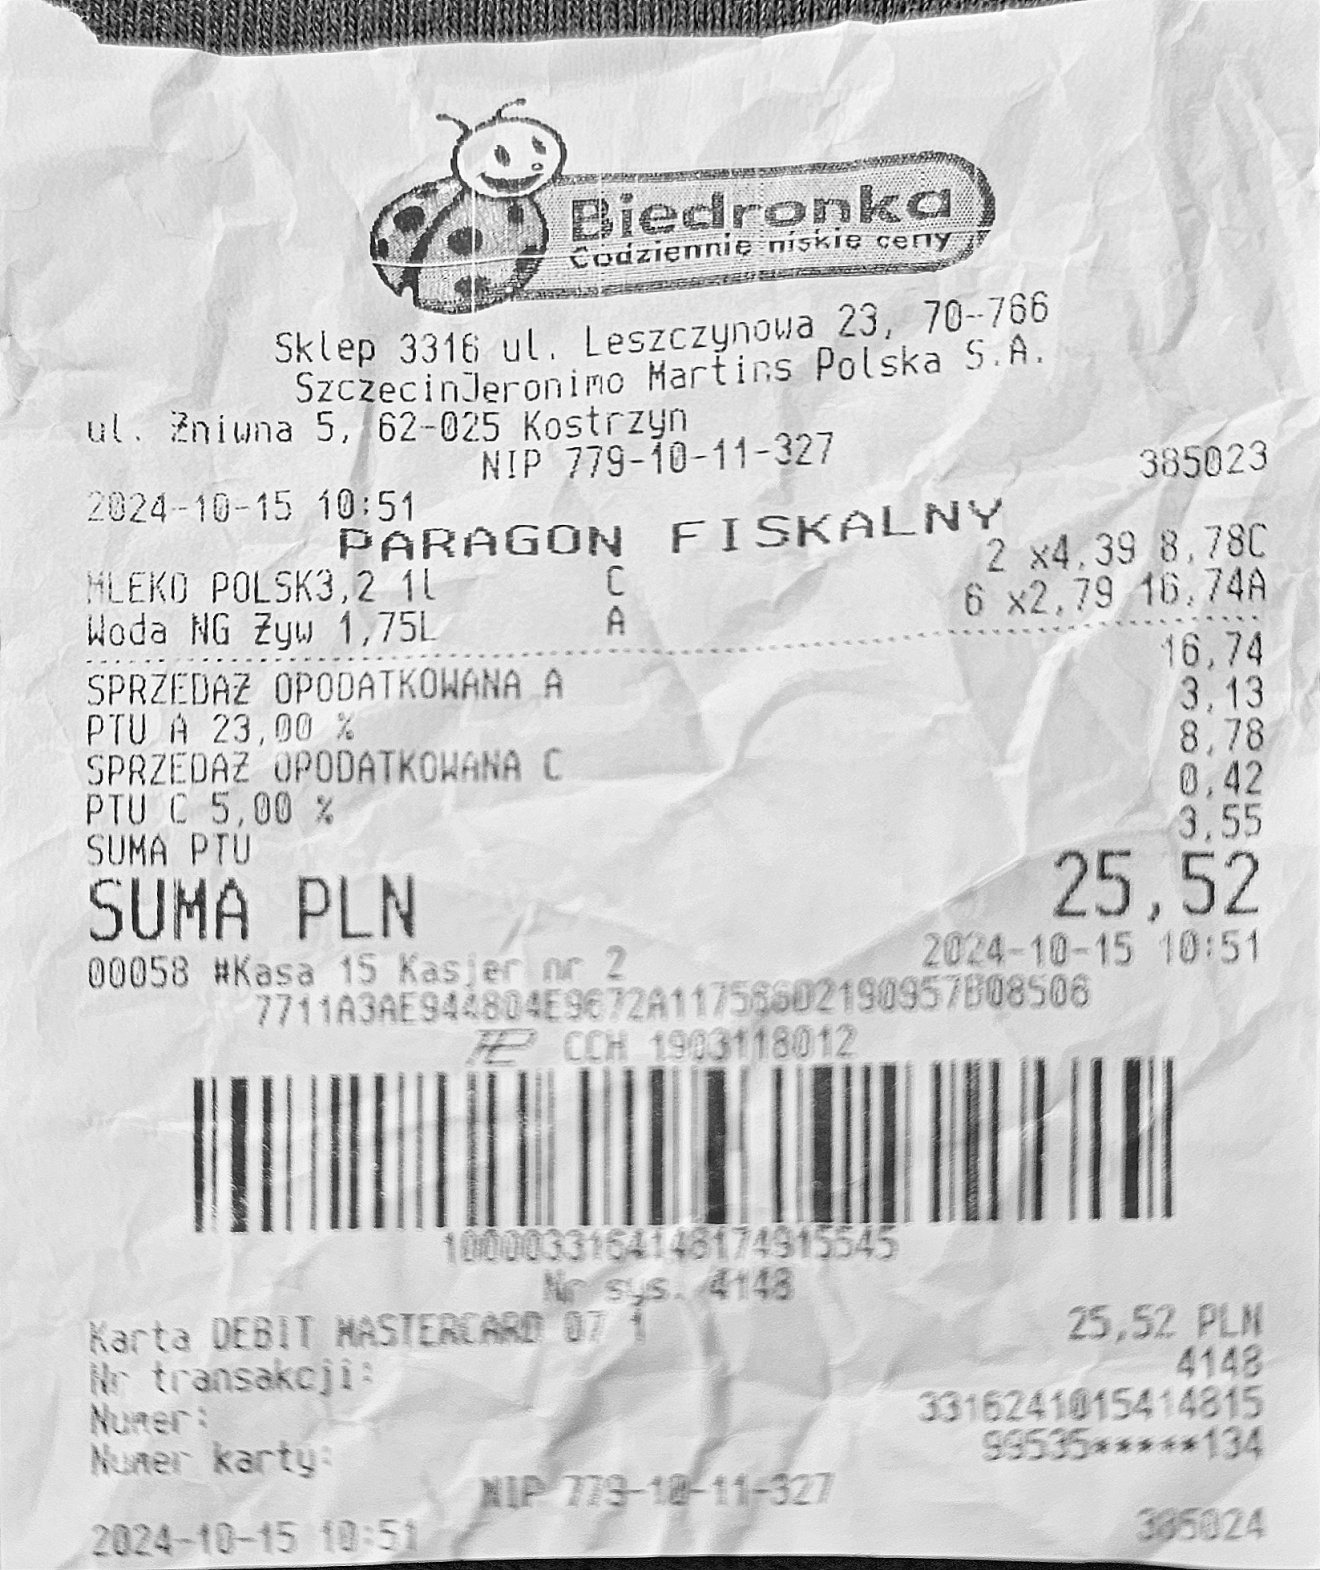 Biedronka
Codziennie niskie ceny
Sklep 3316 ul. Leszczynowa 23, 70-766
SzczecinJeronimo Martins Polska S.A.
ul. Żniwna 5, 62-025 Kostrzyn
NIP 779-10-11-327
2024-10-15 10:51 385023
PARAGON FISKALNY
MLEKO POLSK3,2 1l C 2 x4,39 8,78C
Woda NG Żyw 1,75L A 6 x2,79 16,74A
SPRZEDAŻ OPODATKOWANA A 16,74
PTU A 23,00 % 3,13
SPRZEDAŻ OPODATKOWANA C 8,78
PTU C 5,00 % 0,42
SUMA PTU 3,55
SUMA PLN 25,52
00058 #Kasa 15 Kasjer nr 2 2024-10-15 10:51
CCH 1903118012
1000033164148174915545
Nr sys. 4148
Karta DEBIT MASTERCARD 07 1 25,52 PLN
Nr transakcji: 4148
Numer: 3316241015414815
Numer karty: 99535*****134
NIP 779-10-11-327
2024-10-15 10:51 385024